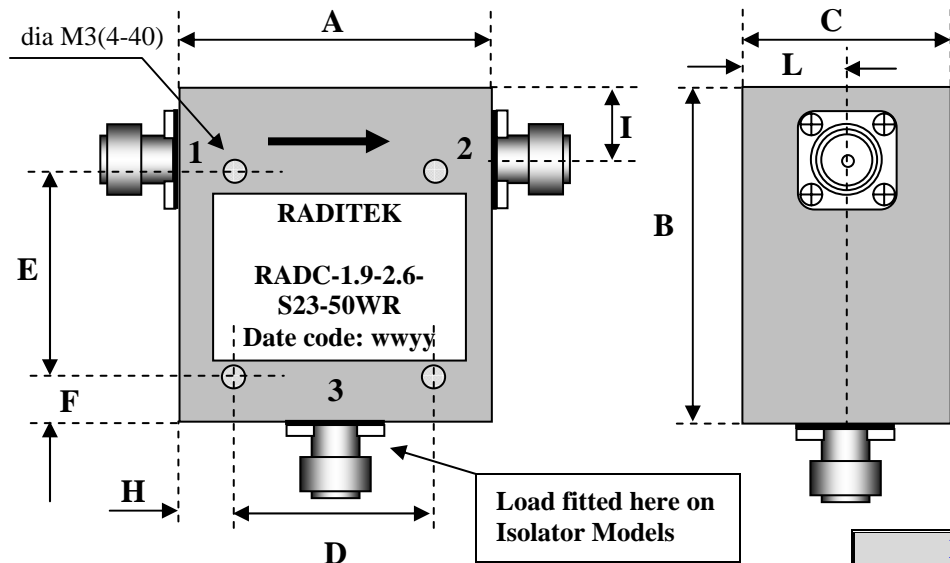 A
C
dia M3(4-40)
L
I
1
2
RADITEK
B
E
RADC-1.9-2.6-
S23-50WR
Date code: wwyy
3
F
H
Load fitted here on
Isolator Models
D